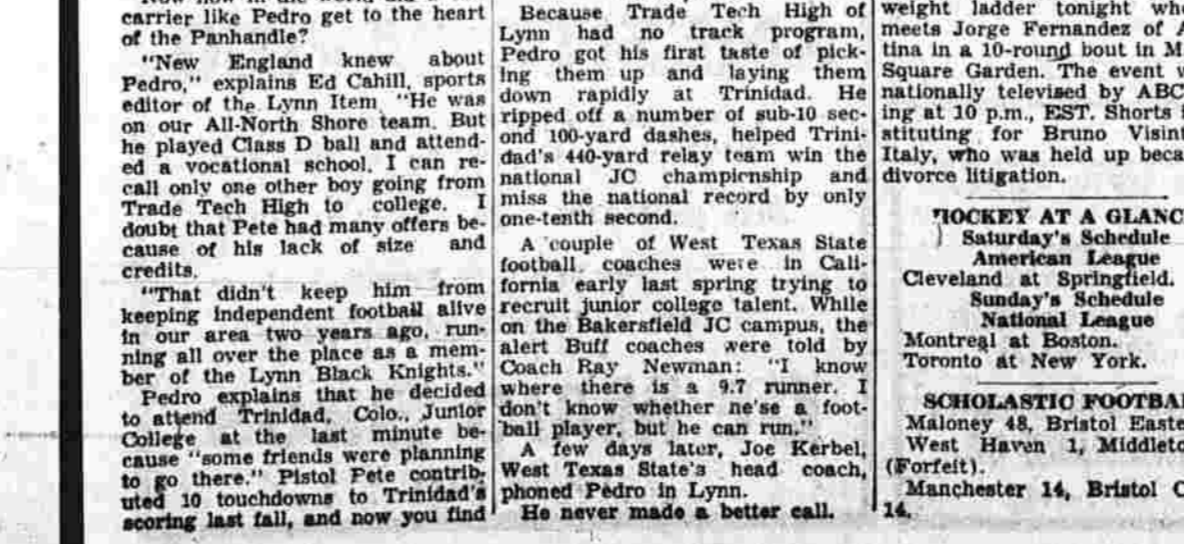 carrier like Pedro get to the heart
of the Panhandle?
"New England knew about
Pedro," explains Ed Cahill, sports
editor of the Lynn Item. "He was
on our All-North Shore team. But
he played Class D ball and attend-
ed a vocational school. I can re-
call only one other boy going from
Trade Tech High to college. I
doubt that Pete had many offers be-
cause of his lack of size and
credits.
"That didn't keep him from
keeping independent football alive
in our area two years ago, run-
ning all over the place as a mem-
ber of the Lynn Black Knights."
Pedro explains that he decided
to attend Trinidad, Colo., Junior
College at the last minute be-
cause "some friends were planning
to go there." Pistol Pete contrib-
uted 10 touchdowns to Trinidad's
scoring last fall, and now you find
Because Trade Tech High of
Lynn had no track program,
Pedro got his first taste of pick-
ing them up and laying them
down rapidly at Trinidad. He
ripped off a number of sub-10 sec-
ond 100-yard dashes, helped Trini-
dad's 440-yard relay team win the
national JC champicnship and
miss the national record by only
one-tenth second.
A couple of West Texas State
football coaches were in Cali-
fornia early last spring trying to
recruit junior college talent. While
on the Bakersfield JC campus, the
alert Buff coaches were told by
Coach Ray Newman: "I know
where there is a 9.7 runner. I
don't know whether ne'se a foot-
ball player, but he can run."
A few days later, Joe Kerbel,
West Texas State's head coach,
phoned Pedro in Lynn.
He never made a better call.
weight ladder tonight
meets Jorge Fernandez of
tina in a 10-round bout in
Square Garden. The event
nationally televised by ABC
ing at 10 p.m., EST. Shorts
stituting for Bruno
Italy, who was held up
divorce litigation.
HOCKEY AT A GLANC
Saturday's Schedule
American League
Cleveland at Springfield.
Sunday's Schedule
National League
Montreal at Boston.
Toronto at New York.
SCHOLASTIC
Maloney 48, Bristol
West Haven 1,
(Forfeit).
Manchester 14, Bristol
14.